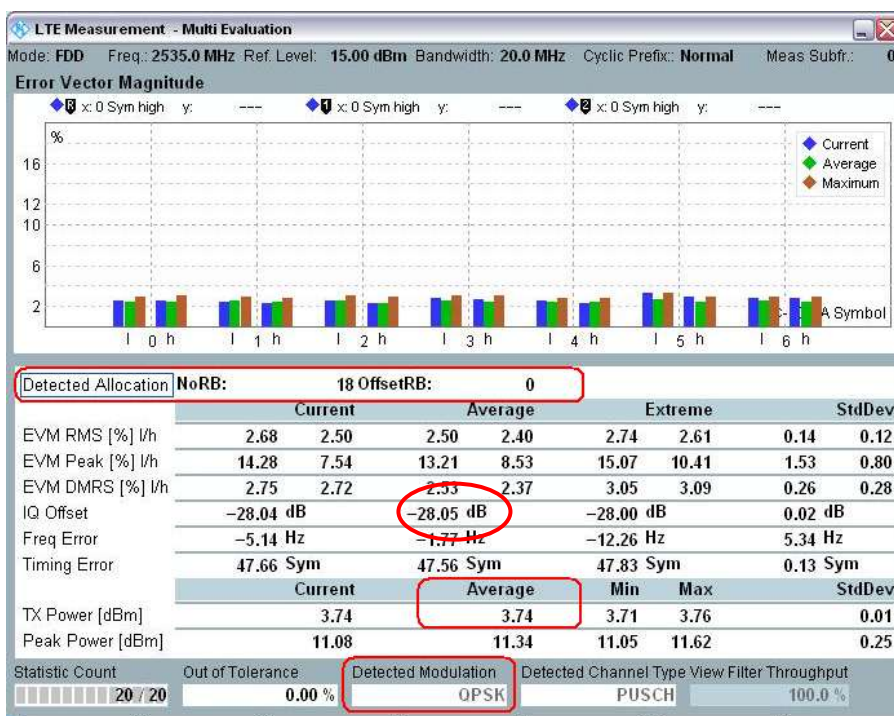 LTE Measurement - Multi Evaluation
Mode: FDD Freq.: 2535.0 MHz Ref. Level: 15.00 dBm Bandwidth: 20.0 MHz Cyclic Prefix: Normal Meas Subfr.: 0
Error Vector Magnitude
R x: 0 Sym high y: --- 1 x: 0 Sym high y: --- 2 x: 0 Sym high y: ---
%
Current
16 Average
Maximum
12
10
6
2
A Symbol
l 0 h l 1 h l 2 h l 3 h l 4 h l 5 h l 6 h
Detected Allocation NoRB: 18 OffsetRB: 0
Current Average Extreme StdDev
EVM RMS [%] l/h 2.68 2.50 2.50 2.40 2.74 2.61 0.14 0.12
EVM Peak [%] l/h 14.28 7.54 13.21 8.53 15.07 10.41 1.53 0.80
EVM DMRS [%] l/h 2.75 2.72 2.53 2.37 3.05 3.09 0.26 0.28
IQ Offset −28.04 dB −28.05 dB −28.00 dB 0.02 dB
Freq Error −5.14 Hz −1.77 Hz −12.26 Hz 5.34 Hz
Timing Error 47.66 Sym 47.56 Sym 47.83 Sym 0.13 Sym
Current Average Min Max StdDev
TX Power [dBm] 3.74 3.74 3.71 3.76 0.01
Peak Power [dBm] 11.08 11.34 11.05 11.62 0.25
Statistic Count Out of Tolerance Detected Modulation Detected Channel Type View Filter Throughput
20 / 20 0.00 % QPSK PUSCH 100.0 %